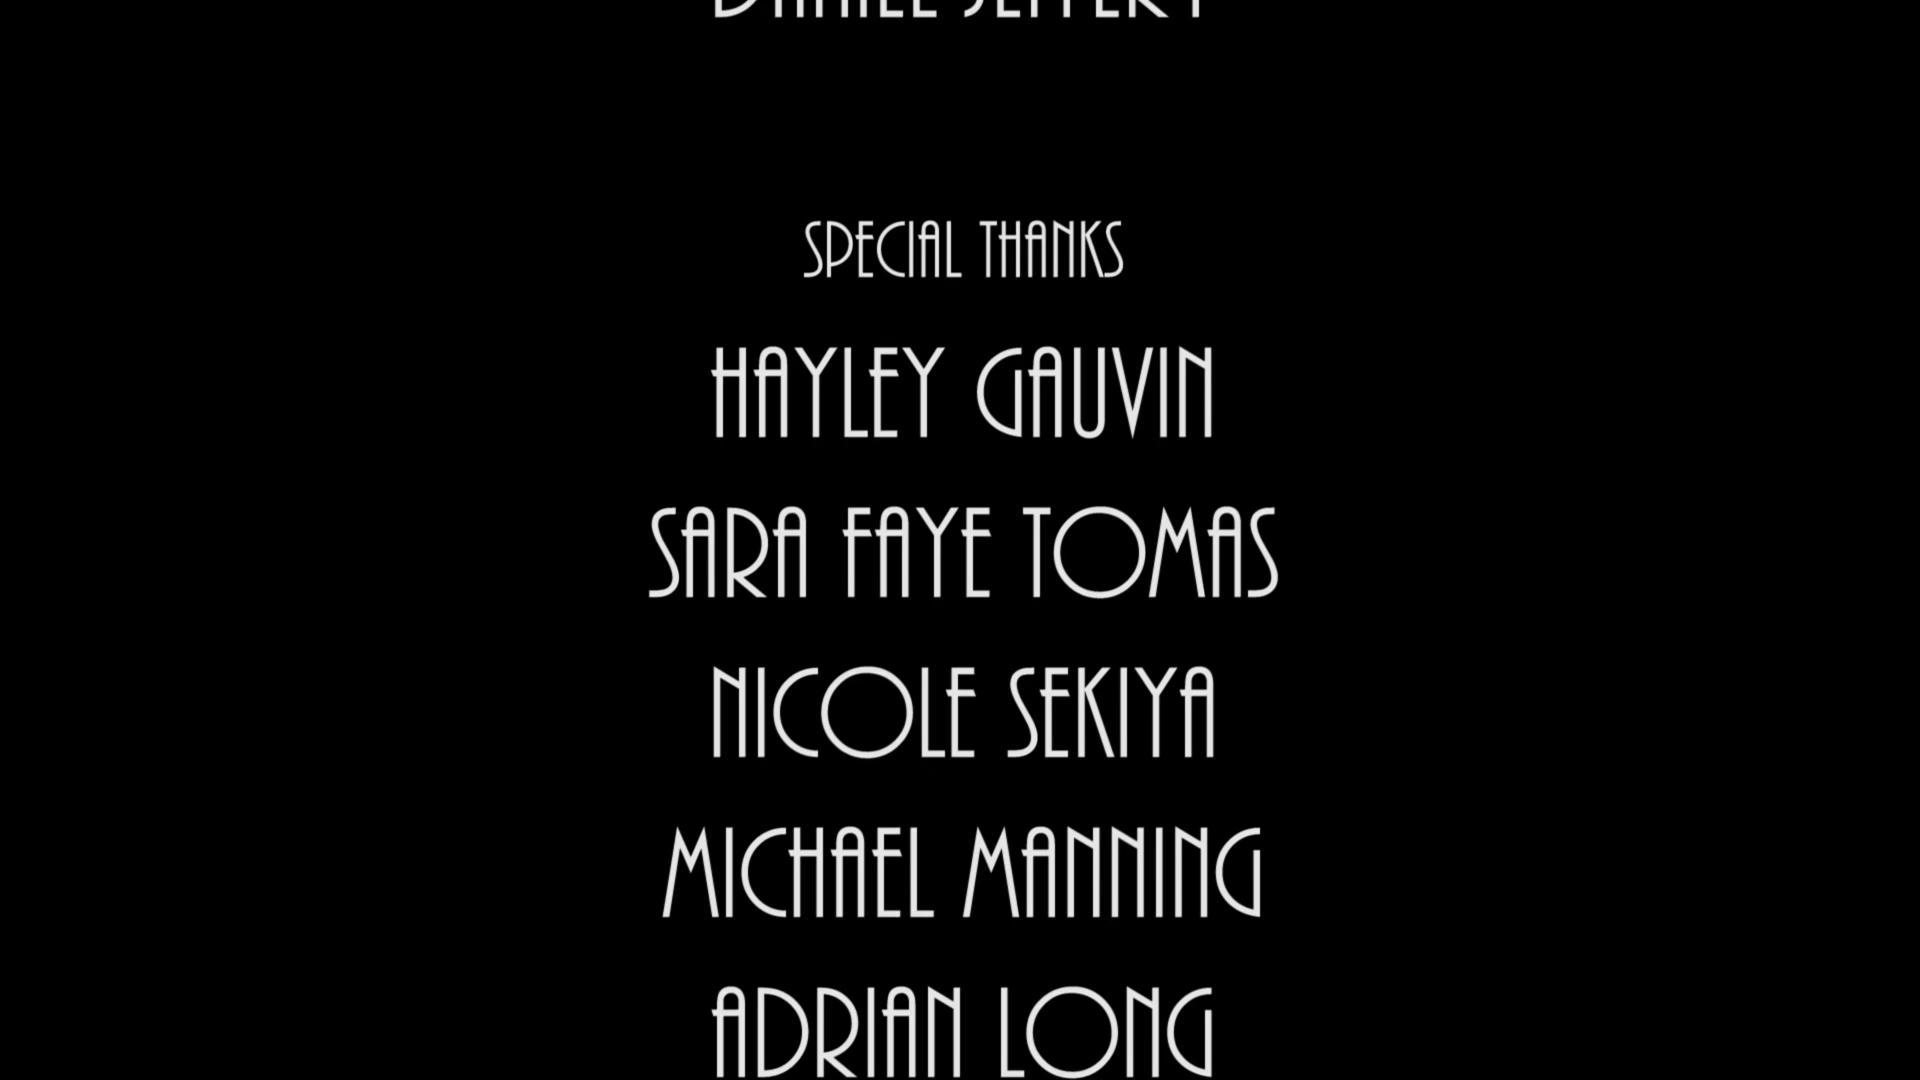 SPECIAL THANKS
HAYLEY GAUVIN
SARA FAYE TOMAS
NICOLE SEKIYA
MICHAEL MANNING
ADRIAN LONG